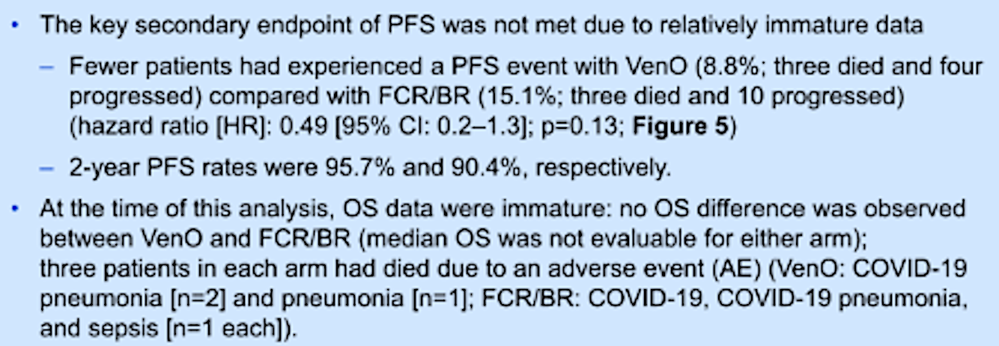 • The key secondary endpoint of PFS was not met due to relatively immature data
– Fewer patients had experienced a PFS event with VenO (8.8%; three died and four
progressed) compared with FCR/BR (15.1%; three died and 10 progressed)
(hazard ratio [HR]: 0.49 [95% CI: 0.2–1.3]; p=0.13; Figure 5)
– 2-year PFS rates were 95.7% and 90.4%, respectively.
• At the time of this analysis, OS data were immature: no OS difference was observed
between VenO and FCR/BR (median OS was not evaluable for either arm);
three patients in each arm had died due to an adverse event (AE) (VenO: COVID-19
pneumonia [n=2] and pneumonia [n=1]; FCR/BR: COVID-19, COVID-19 pneumonia,
and sepsis [n=1 each]).